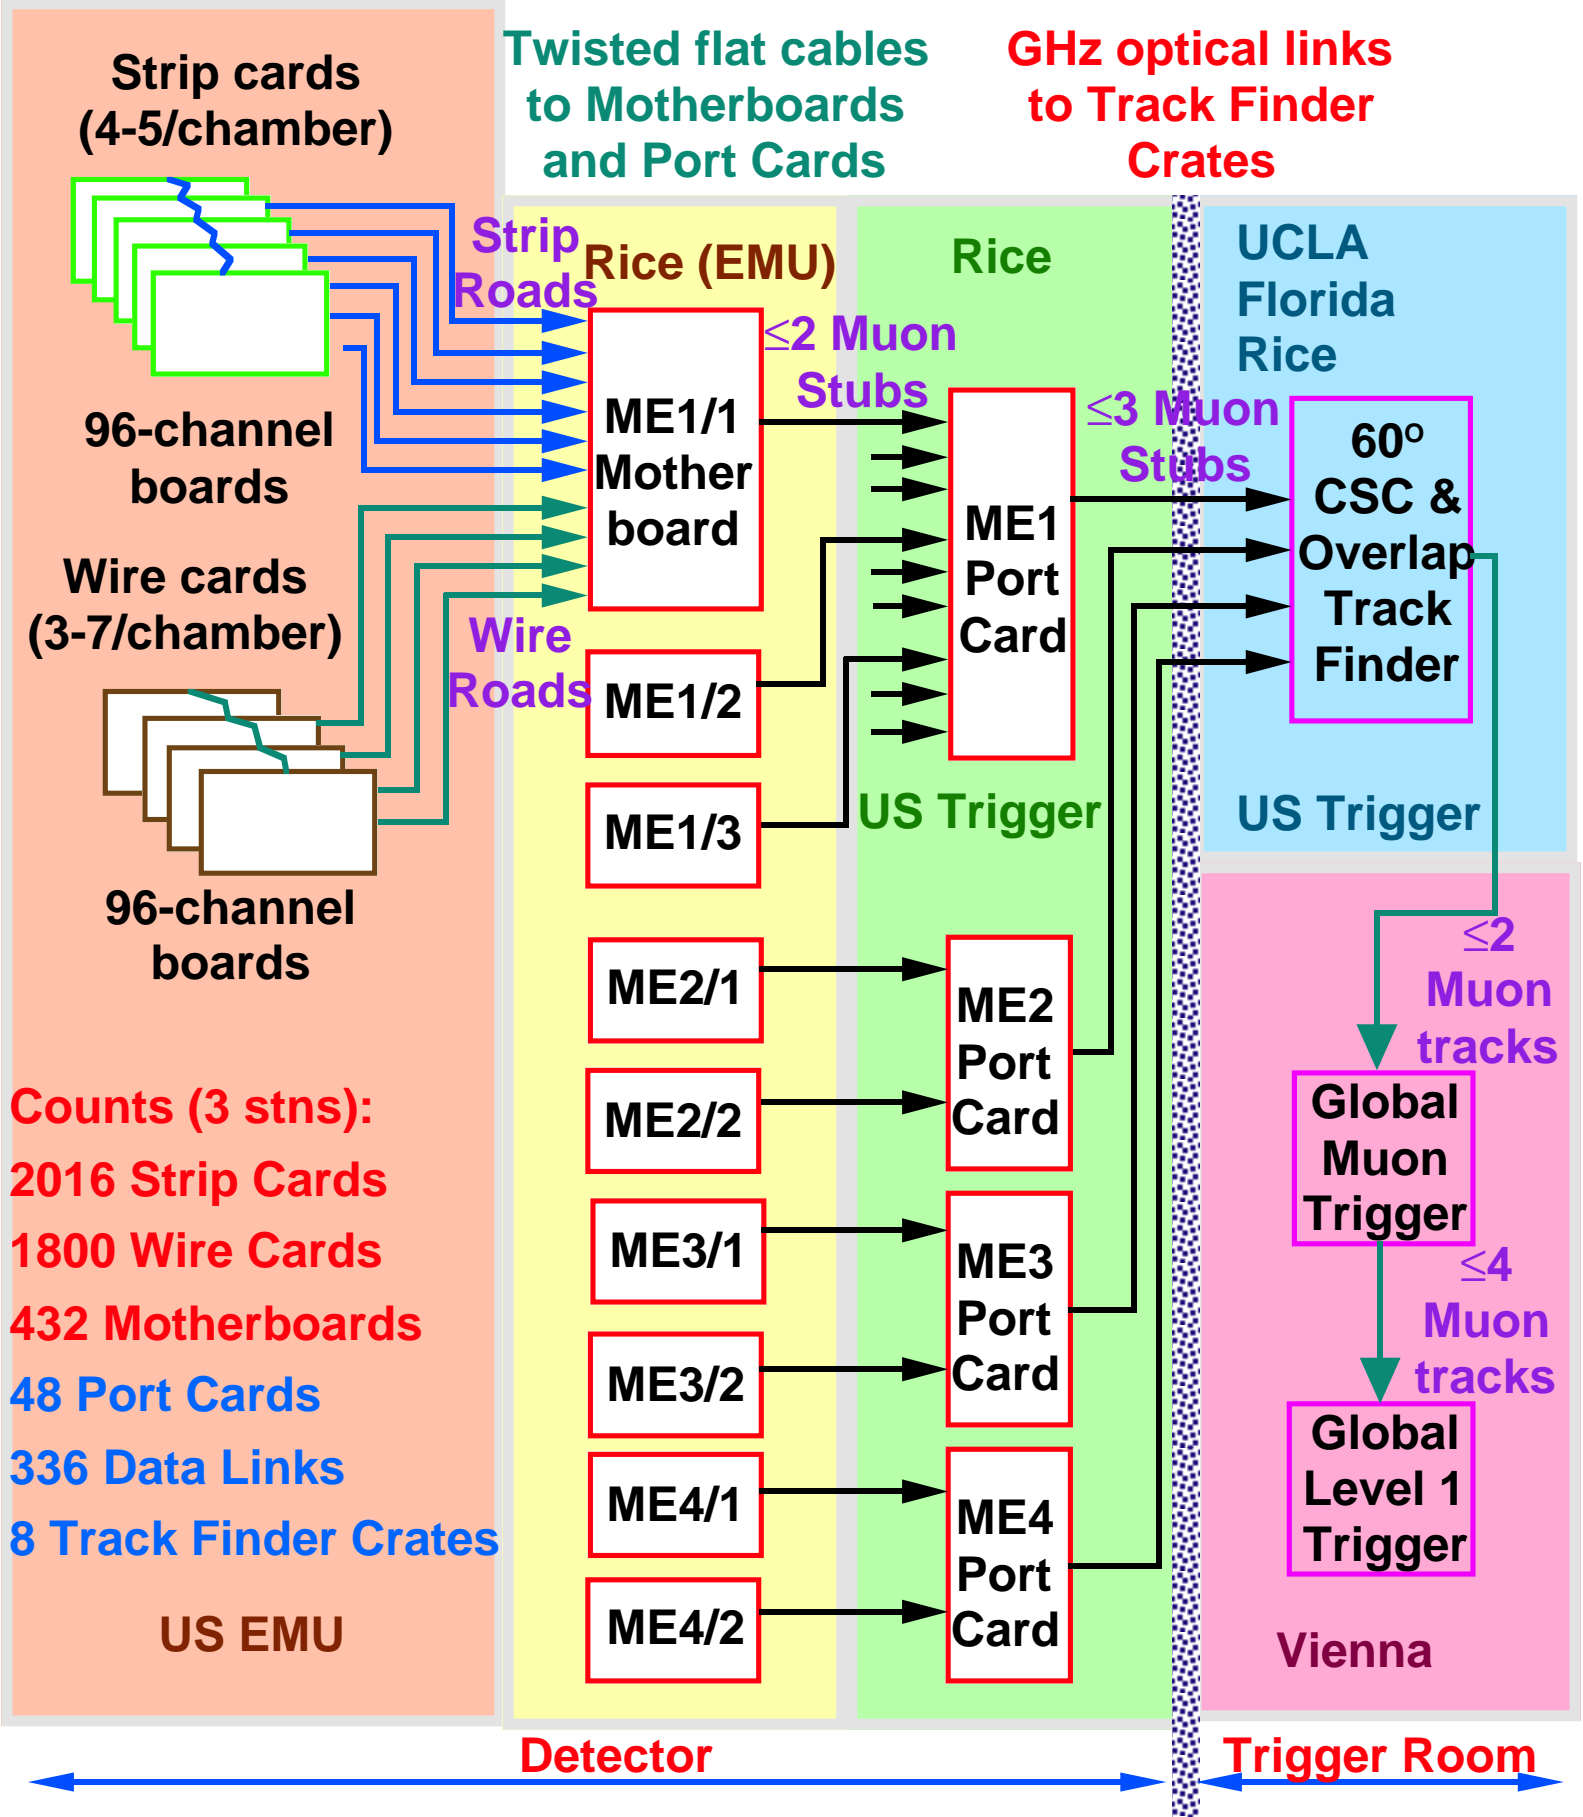 Strip cards
(4-5/chamber)
96-channel
boards
Wire cards
(3-7/chamber)
96-channel
boards
Counts (3 stns):
2016 Strip Cards
1800 Wire Cards
432 Motherboards
48 Port Cards
336 Data Links
8 Track Finder Crates
US EMU
Twisted flat cables
to Motherboards
and Port Cards
Strip
Roads
Wire
Roads
Rice (EMU)
ME1/1
Mother
board
ME1/2
ME1/3
ME2/1
ME2/2
ME3/1
ME3/2
ME4/1
ME4/2
≤2 Muon
Stubs
Rice
ME1
Port
Card
US Trigger
ME2
Port
Card
ME3
Port
Card
ME4
Port
Card
GHz optical links
to Track Finder
Crates
≤3 Muon
Stubs
UCLA
Florida
Rice
60o
CSC &
Overlap
Track
Finder
US Trigger
≤2
Muon
tracks
Global
Muon
Trigger
≤4
Muon
tracks
Global
Level 1
Trigger
Vienna
Detector
Trigger Room